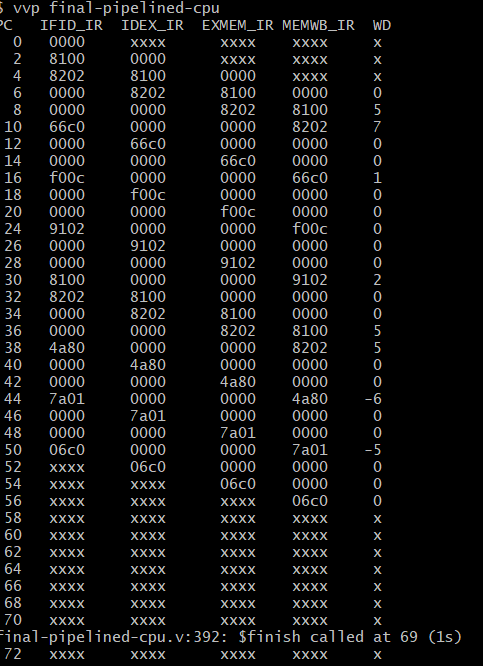 $ vvp final-pipelined-cpu
PC IFID_IR IDEX_IR EXMEM_IR MEMWB_IR WD
0 0000 xxxx xxxx xxxx x
2 8100 0000 xxxx xxxx x
4 8202 8100 0000 xxxx x
6 0000 8202 8100 0000 0
8 0000 0000 8202 8100 5
10 66c0 0000 0000 8202 7
12 0000 66c0 0000 0000 0
14 0000 0000 66c0 0000 0
16 f00c 0000 0000 66c0 1
18 0000 f00c 0000 0000 0
20 0000 0000 f00c 0000 0
24 9102 0000 0000 f00c 0
26 0000 9102 0000 0000 0
28 0000 0000 9102 0000 0
30 8100 0000 0000 9102 2
32 8202 8100 0000 0000 0
34 0000 8202 8100 0000 0
36 0000 0000 8202 8100 5
38 4a80 0000 0000 8202 5
40 0000 4a80 0000 0000 0
42 0000 0000 4a80 0000 0
44 7a01 0000 0000 4a80 -6
46 0000 7a01 0000 0000 0
48 0000 0000 7a01 0000 0
50 06c0 0000 0000 7a01 -5
52 xxxx 06c0 0000 0000 0
54 xxxx xxxx 06c0 0000 0
56 xxxx xxxx xxxx 06c0 0
58 xxxx xxxx xxxx xxxx x
60 xxxx xxxx xxxx xxxx x
62 xxxx xxxx xxxx xxxx x
64 xxxx xxxx xxxx xxxx x
66 xxxx xxxx xxxx xxxx x
68 xxxx xxxx xxxx xxxx x
70 xxxx xxxx xxxx xxxx x
final-pipelined-cpu.v:392: $finish called at 69 (1s)
72 xxxx xxxx xxxx xxxx x